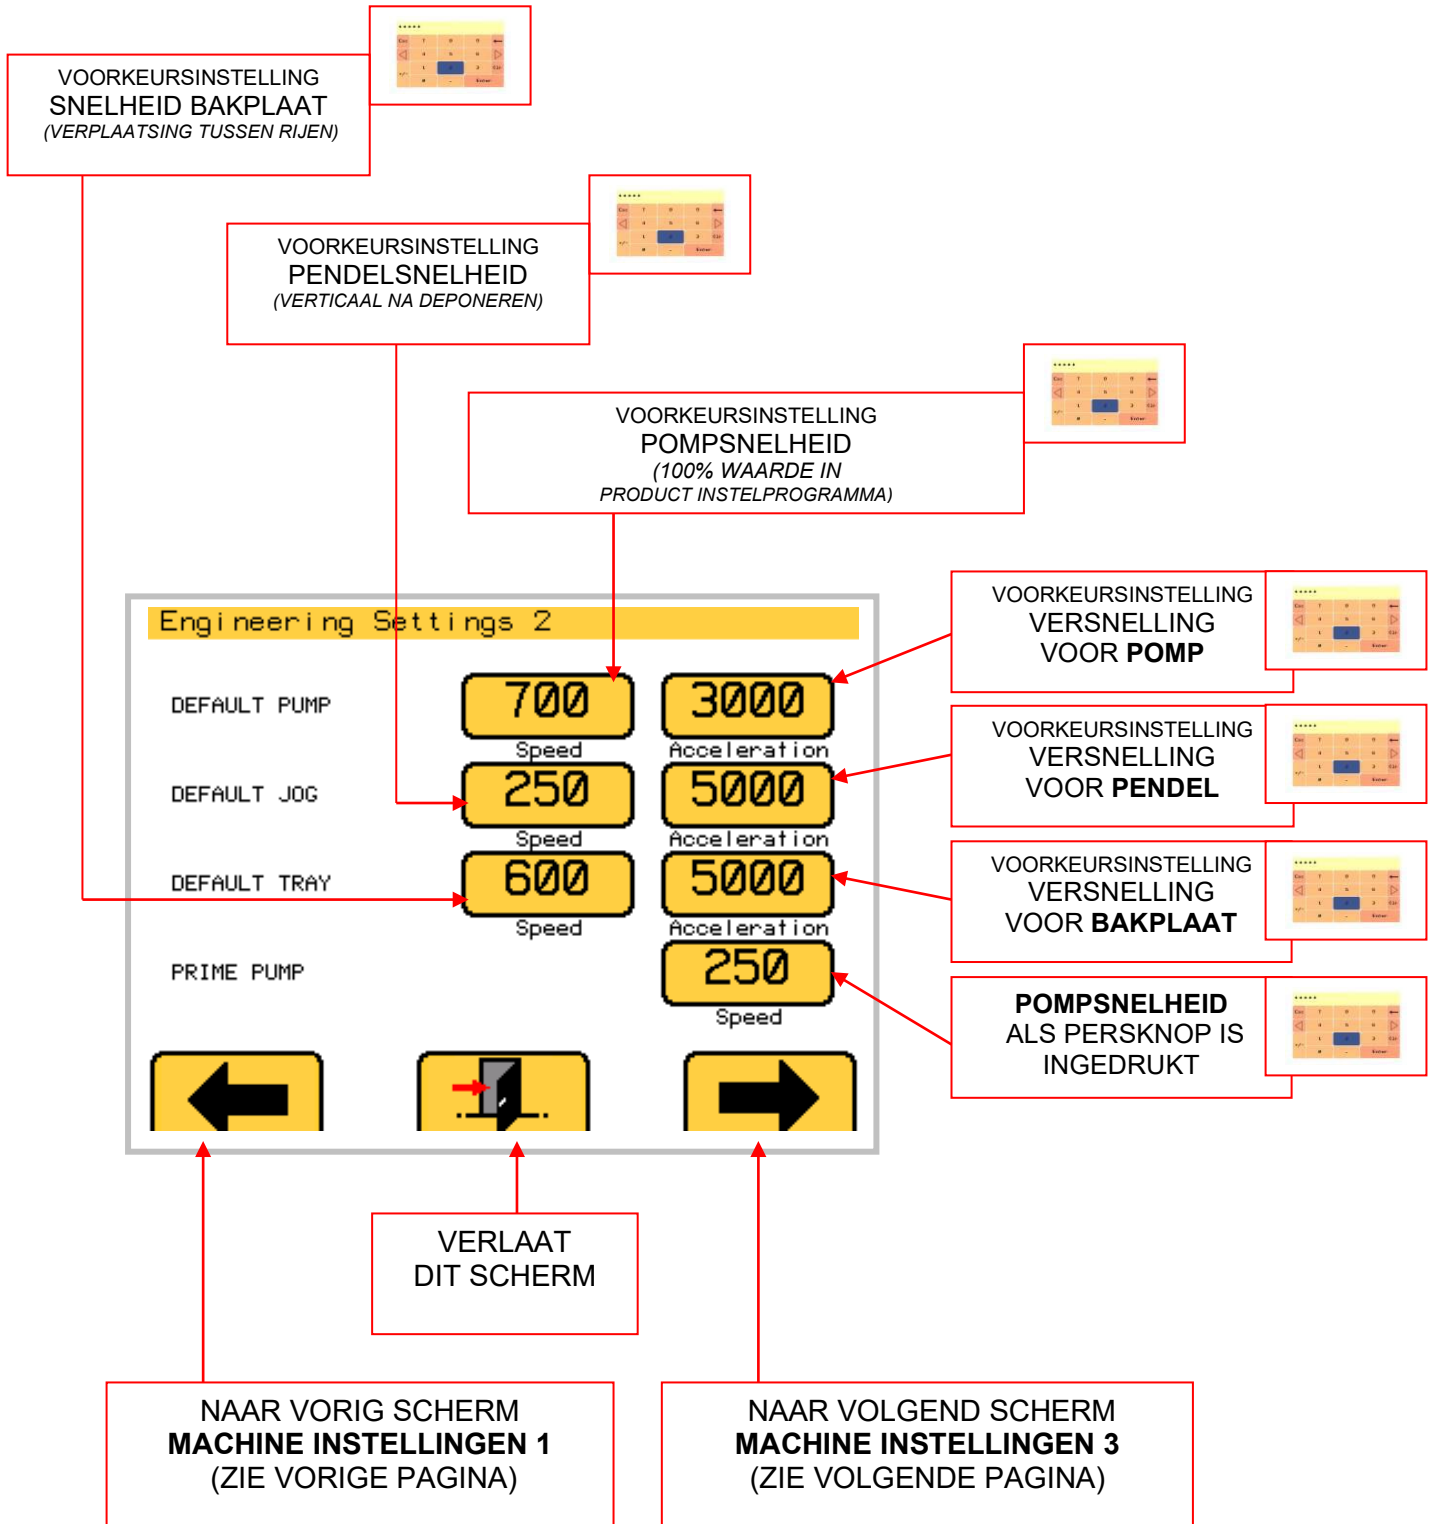 VOORKEURSINSTELLING
SNELHEID BAKPLAAT
(VERPLAATSING TUSSEN RIJEN)
VOORKEURSINSTELLING
PENDELSNELHEID
(VERTICAAL NA DEPONEREN)
VOORKEURSINSTELLING
POMPSNELHEID
(100% WAARDE IN
PRODUCT INSTELPROGRAMMA)
Engineering Settings 2
DEFAULT PUMP
700
3000
Speed
Acceleration
DEFAULT JOG
250
5000
Speed
Acceleration
DEFAULT TRAY
600
5000
Speed
Acceleration
PRIME PUMP
250
Speed
VOORKEURSINSTELLING
VERSNELLING
VOOR POMP
VOORKEURSINSTELLING
VERSNELLING
VOOR PENDEL
VOORKEURSINSTELLING
VERSNELLING
VOOR BAKPLAAT
POMPSNELHEID
ALS PERSKNOP IS
INGEDRUKT
VERLAAT
DIT SCHERM
NAAR VORIG SCHERM
MACHINE INSTELLINGEN 1
(ZIE VORIGE PAGINA)
NAAR VOLGEND SCHERM
MACHINE INSTELLINGEN 3
(ZIE VOLGENDE PAGINA)